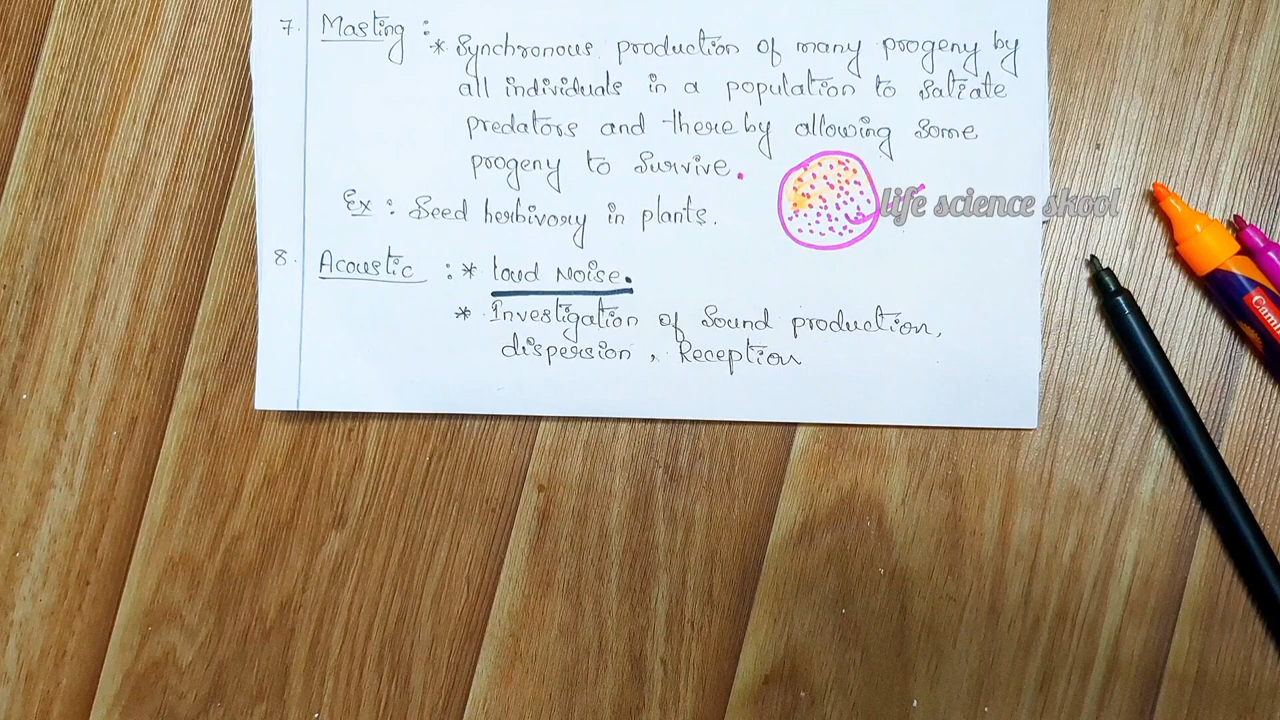 7. Masting : * Synchronous production of many progeny by
all individuals in a population to Satiate
predators and thereby allowing Some
progeny to Survive.
life science skool
Ex : Seed herbivory in plants.
8. Acoustic : * loud Noise.
* Investigation of Sound production,
dispersion, Reception
Camli